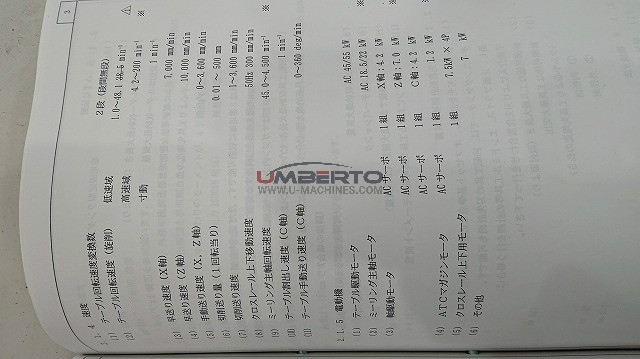 3
4 速度
(1) テーブル回転速度変換数 2段（段間無段）
(2) テーブル回転速度（旋削） 低速域 1.0～48.1 min⁻¹ ⚠
高速域 4.2～200 min⁻¹ ※
寸動 1 min⁻¹
(3) 早送り速度（X軸） 7,000 mm/min
(4) 早送り速度（Z軸） 10,000 mm/min
(5) 手動送り速度（X、Z軸） 0～3,600 mm/min
(6) 切削送り量（1回転当り） 0.01～500 mm
(7) 切削送り速度 1～3,600 mm/min
(8) クロスレール上下移動速度 50Hz 300 mm/min
(9) ミーリング主軸回転速度 45.0～4,500 min⁻¹ ※
(10) テーブル割出し速度（C軸） 1 min⁻¹
(11) テーブル手動送り速度（C軸） 0～360 deg/min
2.1.5 電動機
(1) テーブル駆動モータ AC 45/55 kW
(2) ミーリング主軸モータ AC 18.5/22 kW
(3) 軸駆動モータ ACサーボ 1組 X軸：4.2 kW ※
ACサーボ 1組 Z軸：7.0 kW ※
ACサーボ 1組 C軸：4.2 kW
(4) ATCマガジンモータ ACサーボ 1組 1.2 kW ※
(5) クロスレール上下用モータ 1組 7.5kW × 4P
(6) その他 7 kW
UMBERTO
WWW.U-MACHINES.COM